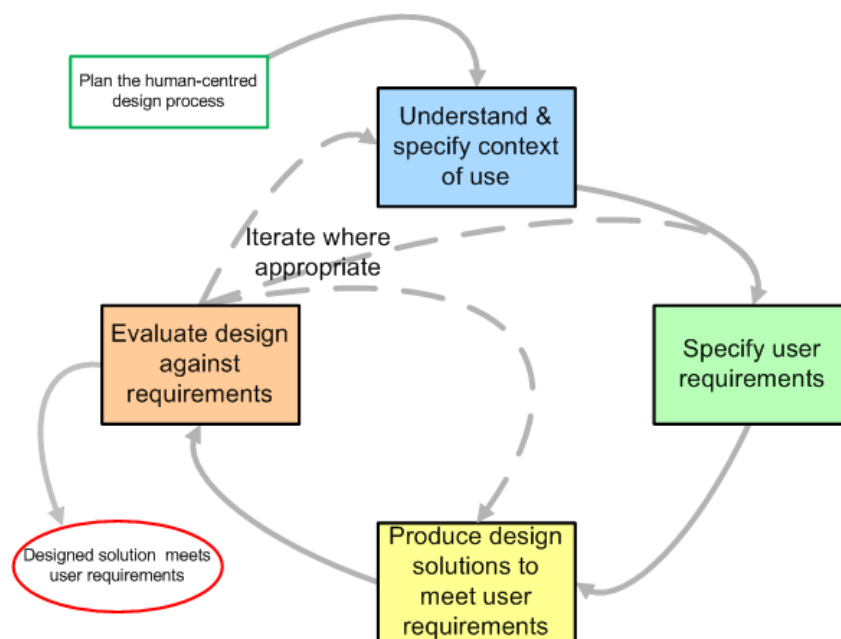 Plan the human-centred
design process
Understand &
specify context
of use
Iterate where
appropriate
Evaluate design
against
requirements
Specify user
requirements
Designed solution meets
user requirements
Produce design
solutions to
meet user
requirements